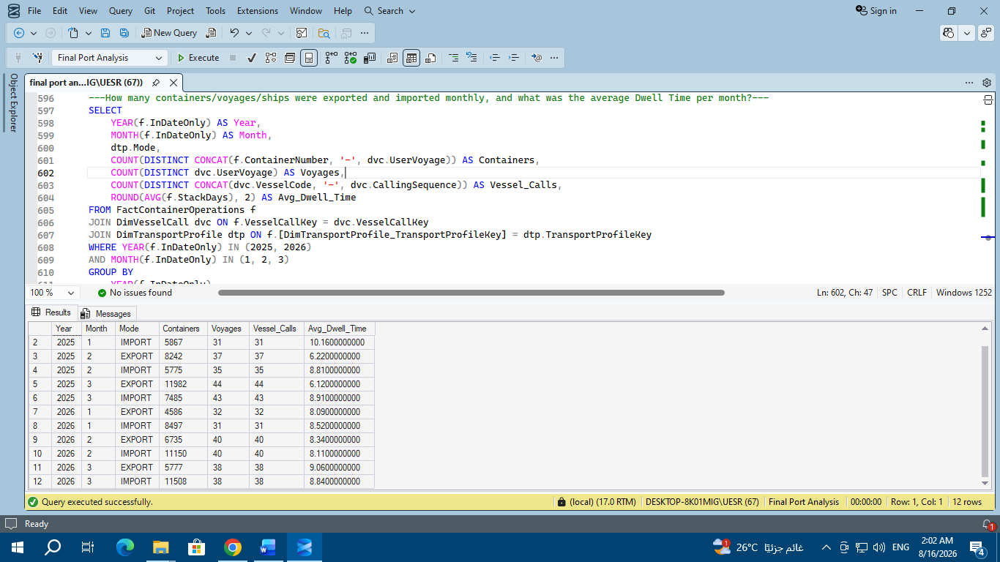 File Edit View Query Git Project Tools Extensions Window Help Search Sign in
New Query
Final Port Analysis Execute
Object Explorer
final port an...IG\UESR (67))
596 ---How many containers/voyages/ships were exported and imported monthly, and what was the average Dwell Time per month?---
597 SELECT
598 YEAR(f.InDateOnly) AS Year,
599 MONTH(f.InDateOnly) AS Month,
600 dtp.Mode,
601 COUNT(DISTINCT CONCAT(f.ContainerNumber, '-', dvc.UserVoyage)) AS Containers,
602 COUNT(DISTINCT dvc.UserVoyage) AS Voyages,
603 COUNT(DISTINCT CONCAT(dvc.VesselCode, '-', dvc.CallingSequence)) AS Vessel_Calls,
604 ROUND(AVG(f.StackDays), 2) AS Avg_Dwell_Time
605 FROM FactContainerOperations f
606 JOIN DimVesselCall dvc ON f.VesselCallKey = dvc.VesselCallKey
607 JOIN DimTransportProfile dtp ON f.[DimTransportProfile_TransportProfileKey] = dtp.TransportProfileKey
608 WHERE YEAR(f.InDateOnly) IN (2025, 2026)
609 AND MONTH(f.InDateOnly) IN (1, 2, 3)
610 GROUP BY
611 YEAR(f.InDateOnly),
100 % No issues found Ln: 602, Ch: 47 SPC CRLF Windows 1252
Results Messages
Year Month Mode Containers Voyages Vessel_Calls Avg_Dwell_Time
2 2025 1 IMPORT 5867 31 31 10.1600000000
3 2025 2 EXPORT 8242 37 37 6.2200000000
4 2025 2 IMPORT 5775 35 35 8.8100000000
5 2025 3 EXPORT 11982 44 44 6.1200000000
6 2025 3 IMPORT 7485 43 43 8.9100000000
7 2026 1 EXPORT 4586 32 32 8.0900000000
8 2026 1 IMPORT 8497 31 31 8.5200000000
9 2026 2 EXPORT 6735 40 40 8.3400000000
10 2026 2 IMPORT 11150 40 40 8.1100000000
11 2026 3 EXPORT 5777 38 38 9.0600000000
12 2026 3 IMPORT 11508 38 38 8.8400000000
Query executed successfully. (local) (17.0 RTM) DESKTOP-8K01MIG\UESR (67) Final Port Analysis 00:00:00 Row: 1, Col: 1 12 rows
Ready 1
1 26°C غائم جزئيًا ENG 2:02 AM
8/16/2026 4